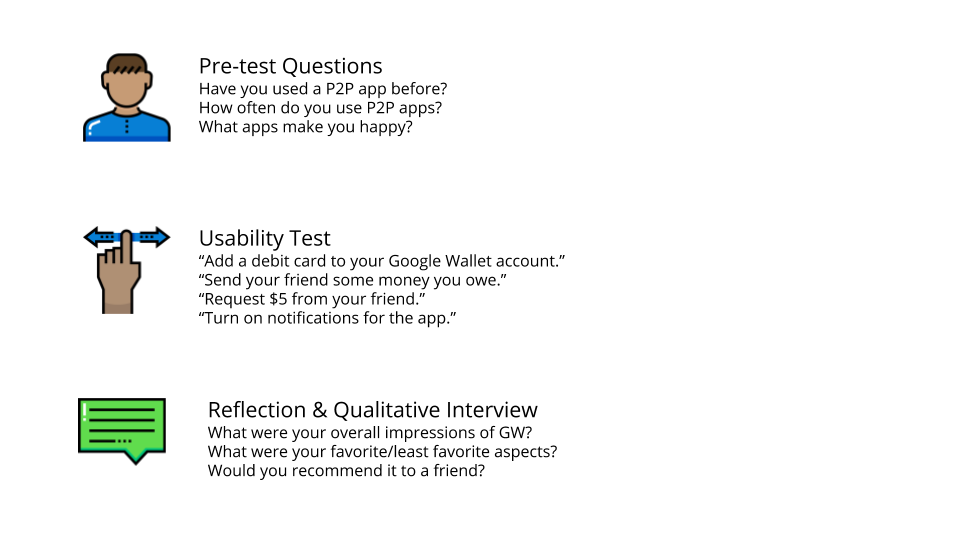 Pre-test Questions
Have you used a P2P app before?
How often do you use P2P apps?
What apps make you happy?
Usability Test
“Add a debit card to your Google Wallet account.”
“Send your friend some money you owe.”
“Request $5 from your friend.”
“Turn on notifications for the app.”
Reflection & Qualitative Interview
What were your overall impressions of GW?
What were your favorite/least favorite aspects?
Would you recommend it to a friend?